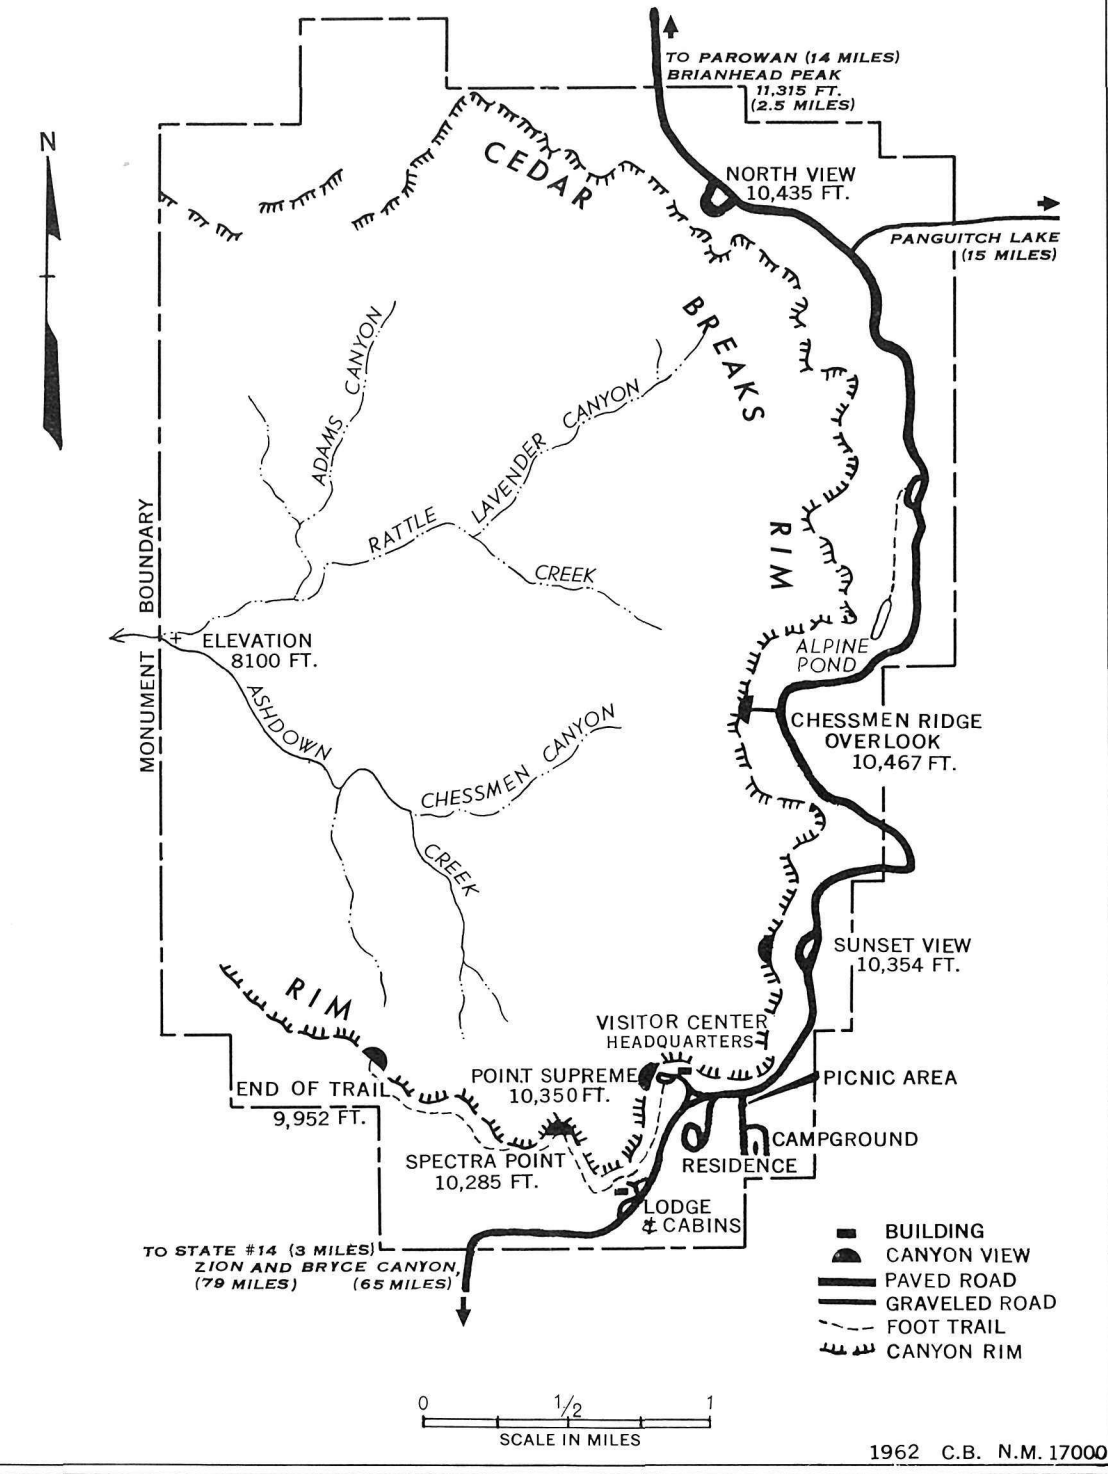 TO PAROWAN (14 MILES)
BRIANHEAD PEAK
11,315 FT.
(2.5 MILES)
N
CEDAR
NORTH VIEW
10,435 FT.
PANGUITCH LAKE
(15 MILES)
BREAKS
ADAMS CANYON
LAVENDER CANYON
RATTLE
CREEK
RIM
MONUMENT BOUNDARY
ELEVATION
8100 FT.
ALPINE
POND
ASHDOWN
CHESSMEN CANYON
CREEK
CHESSMEN RIDGE
OVERLOOK
10,467 FT.
SUNSET VIEW
10,354 FT.
RIM
VISITOR CENTER
HEADQUARTERS
END OF TRAIL
9,952 FT.
POINT SUPREME
10,350 FT.
PICNIC AREA
CAMPGROUND
RESIDENCE
SPECTRA POINT
10,285 FT.
LODGE
& CABINS
TO STATE #14 (3 MILES)
ZION AND BRYCE CANYON,
(79 MILES) (65 MILES)
BUILDING
CANYON VIEW
PAVED ROAD
GRAVELED ROAD
FOOT TRAIL
CANYON RIM
0 1/2 1
SCALE IN MILES
1962 C.B. N.M. 17000